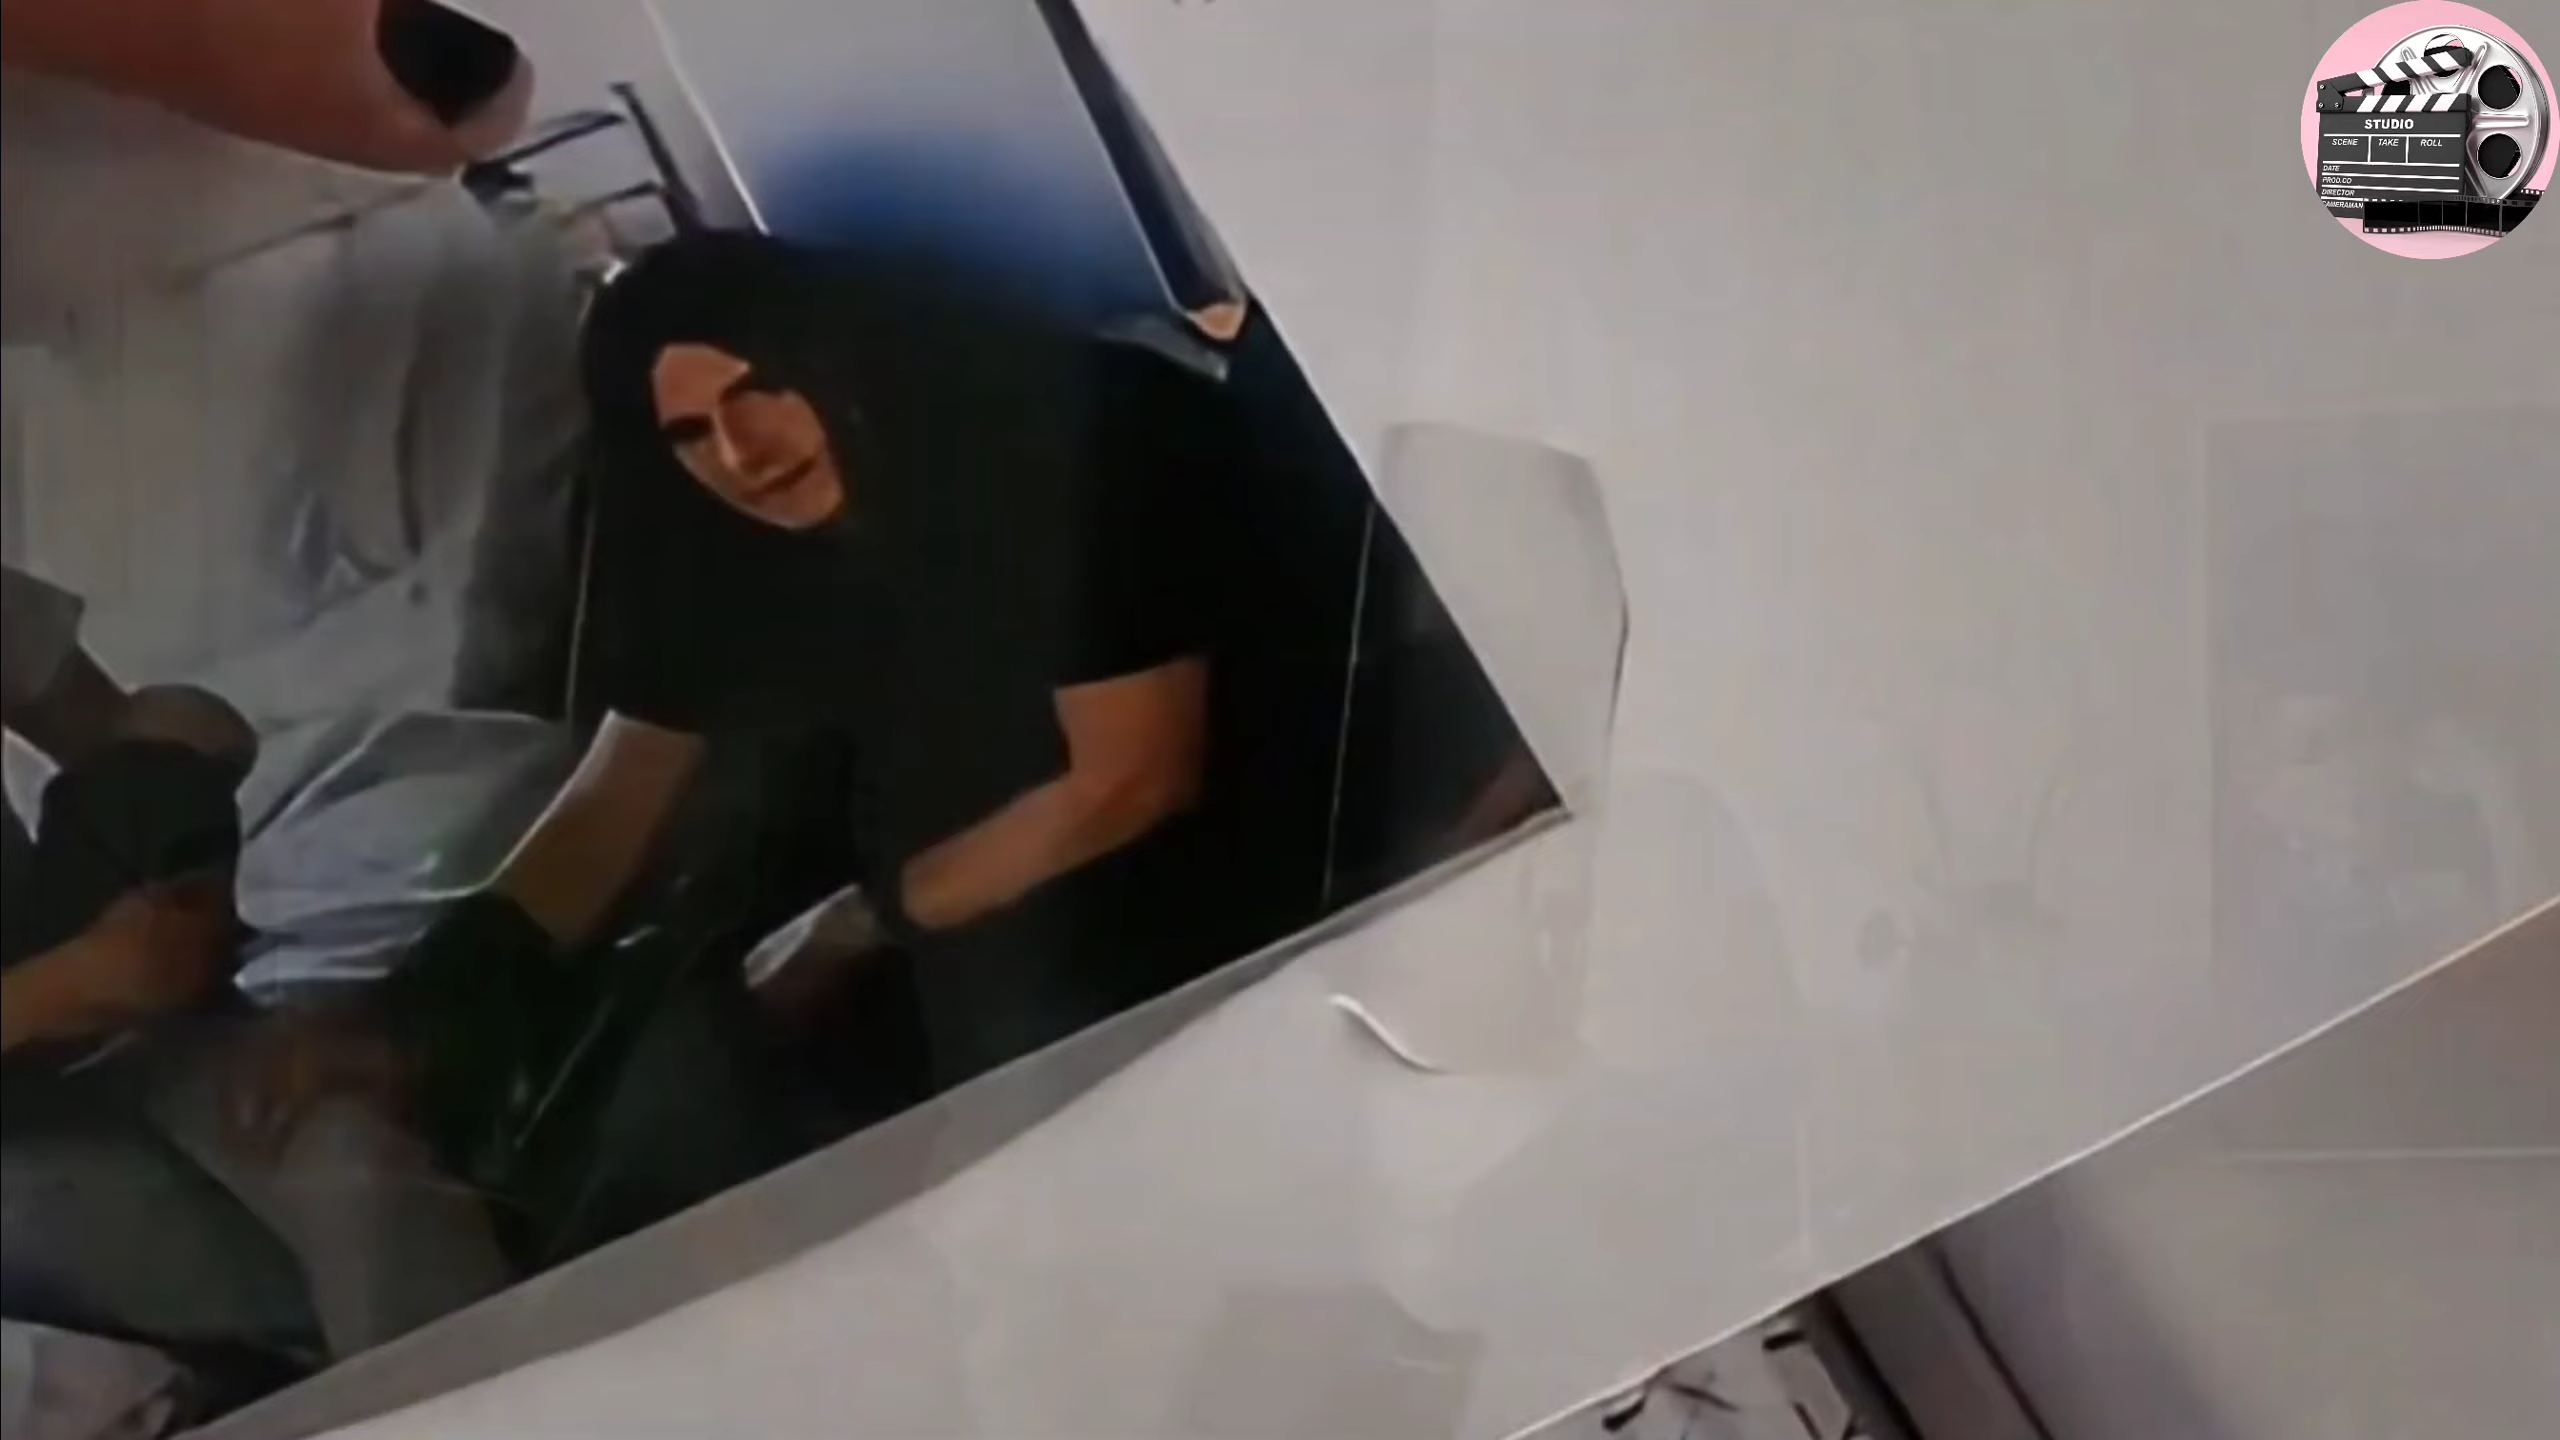 STUDIO
SCENE TAKE ROLL
DATE
PROD.CO
DIRECTOR
CAMERAMAN